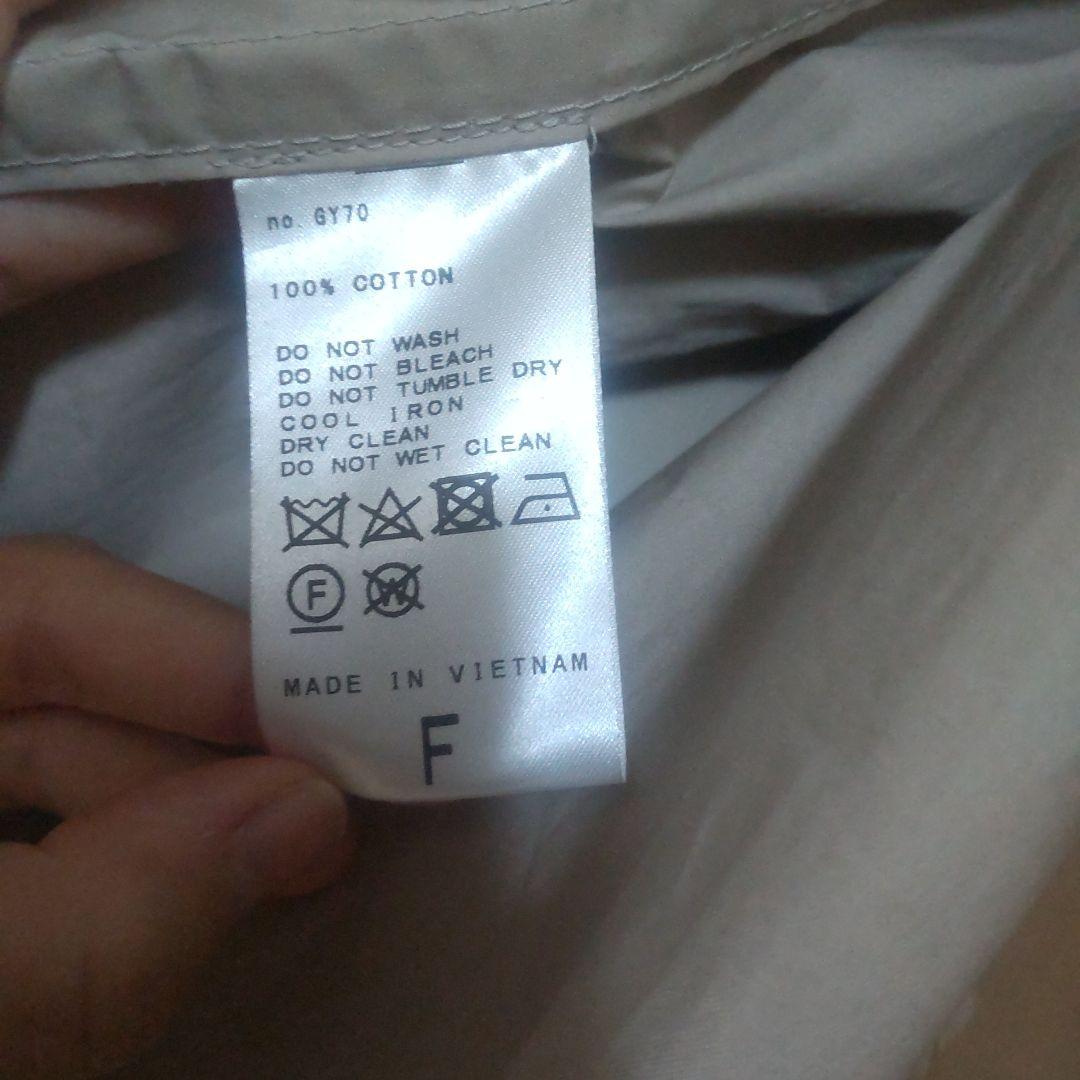 no. GY70
100% COTTON
DO NOT WASH
DO NOT BLEACH
DO NOT TUMBLE DRY
COOL IRON
DRY CLEAN
DO NOT WET CLEAN
F W
MADE IN VIETNAM
F